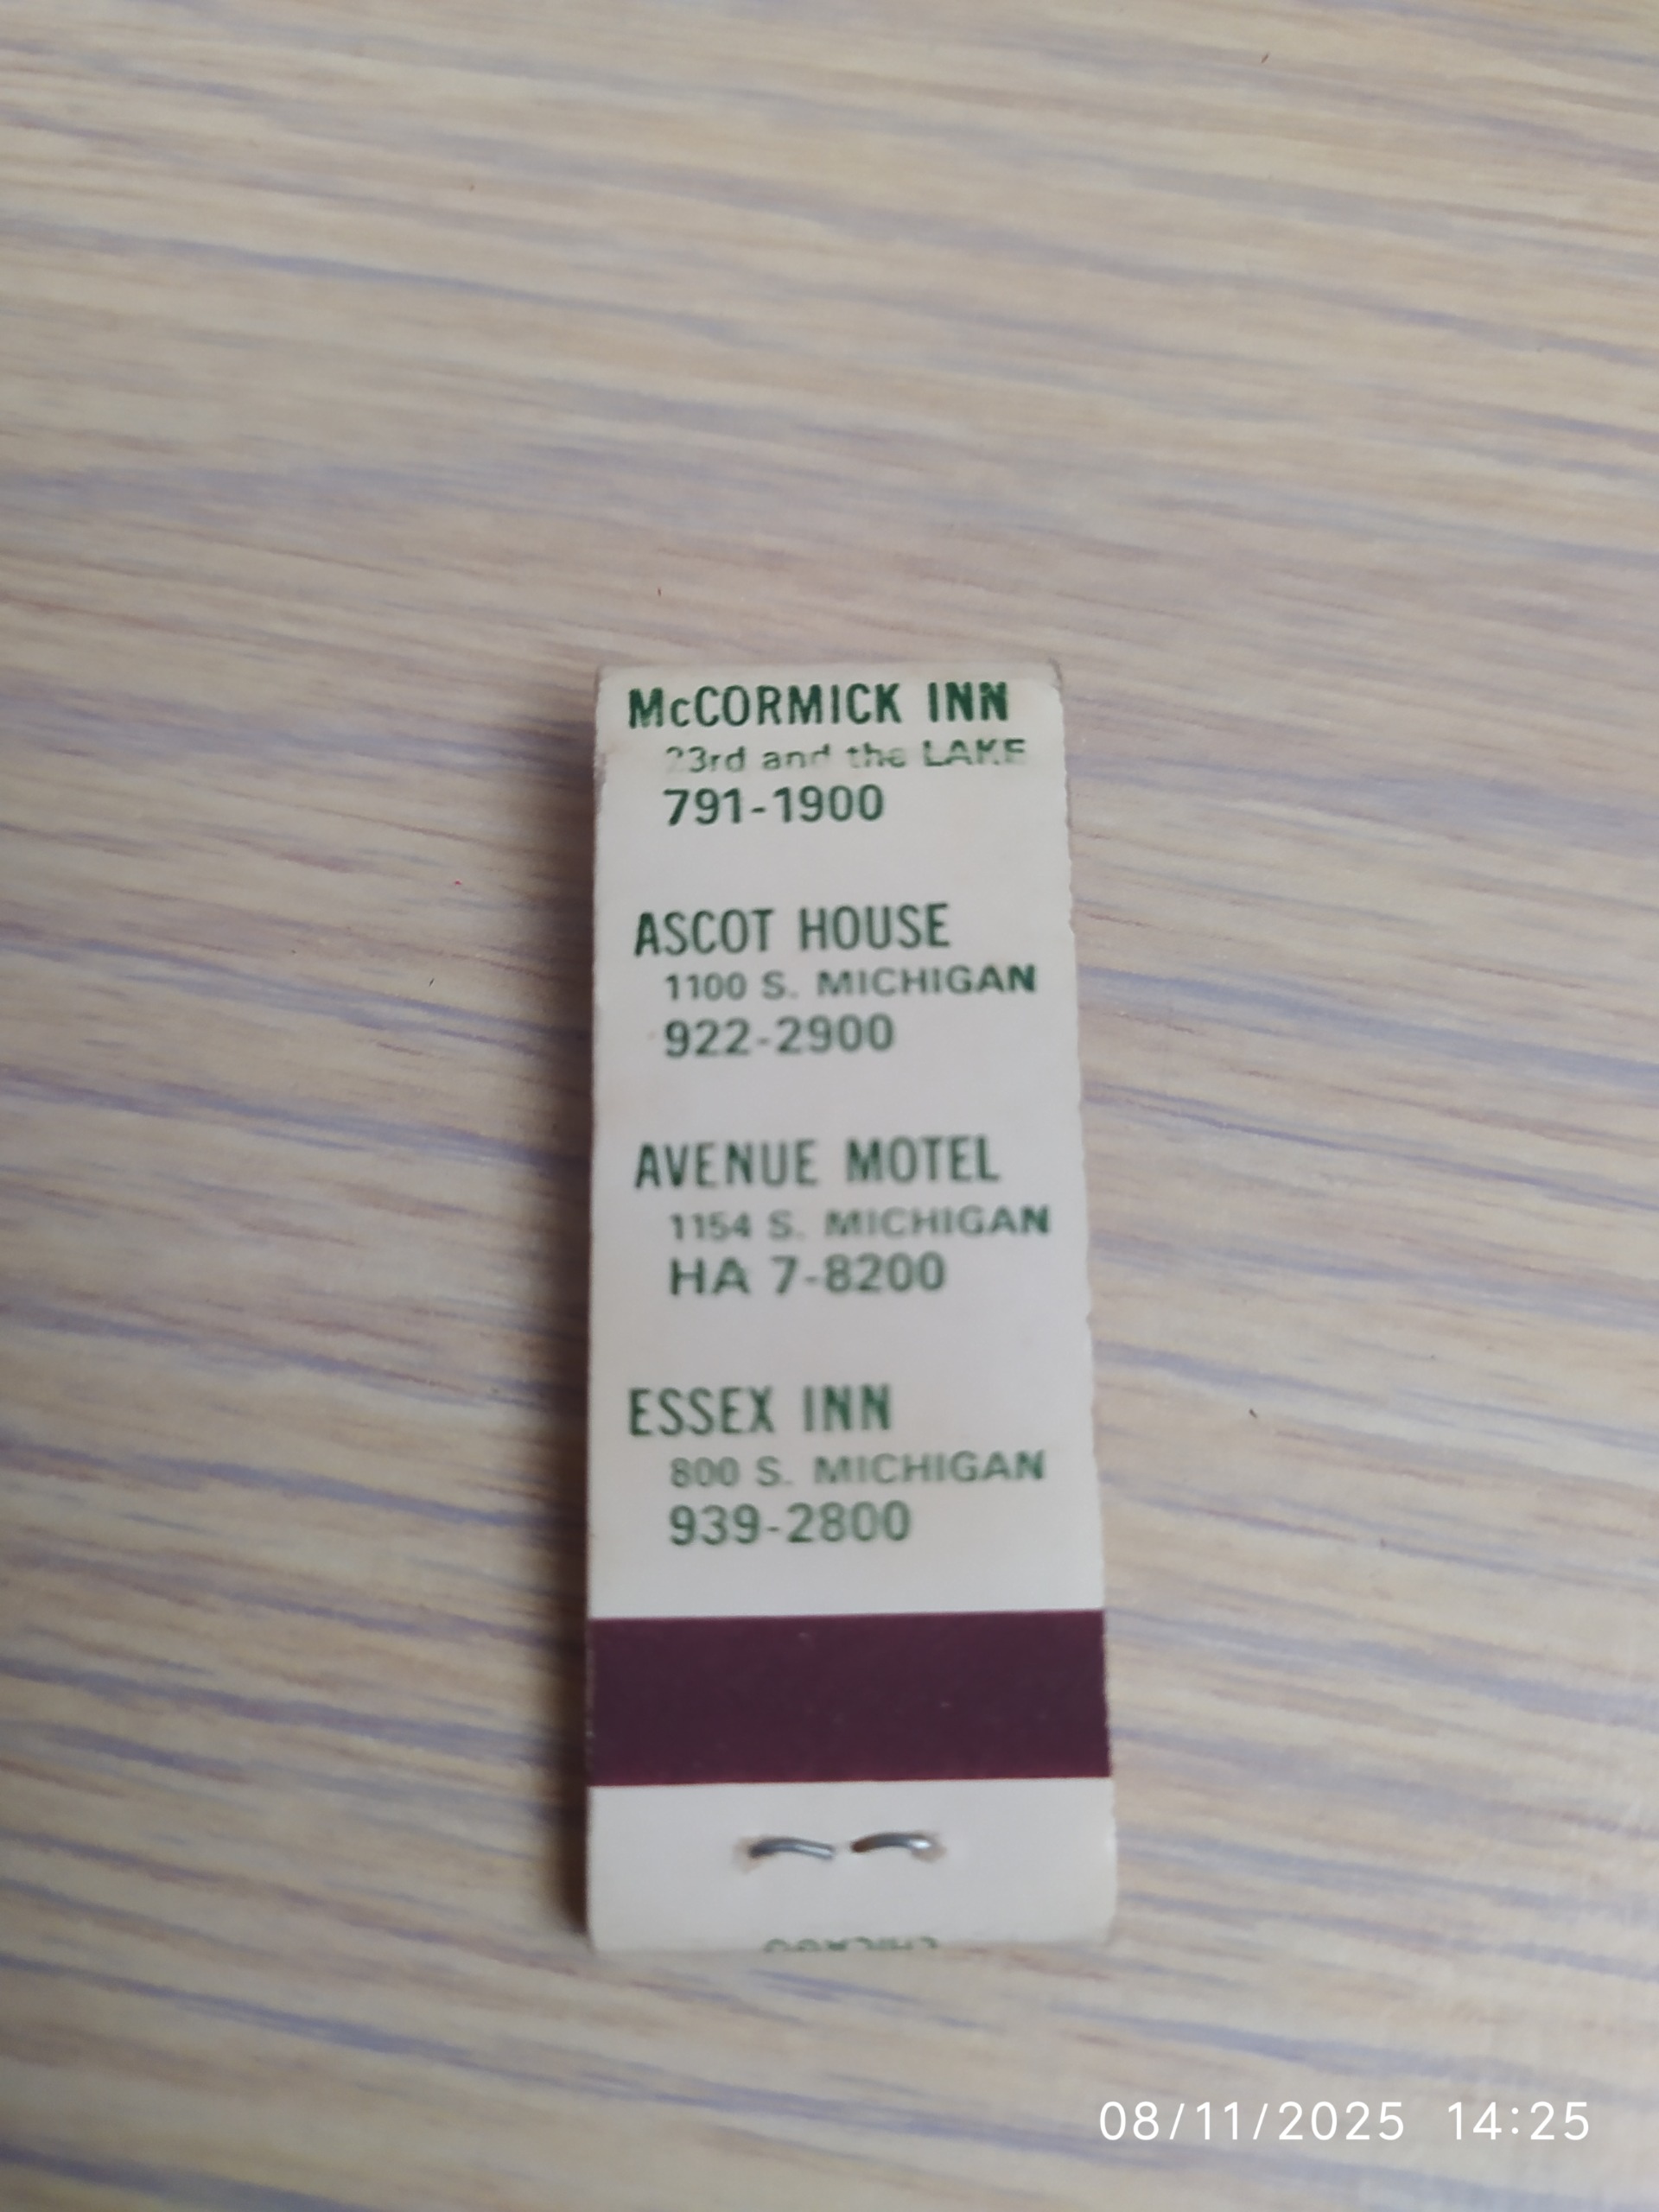 McCORMICK INN
23rd and the LAKE
791-1900
ASCOT HOUSE
1100 S. MICHIGAN
922-2900
AVENUE MOTEL
1154 S. MICHIGAN
HA 7-8200
ESSEX INN
800 S. MICHIGAN
939-2800
08/11/2025 14:25